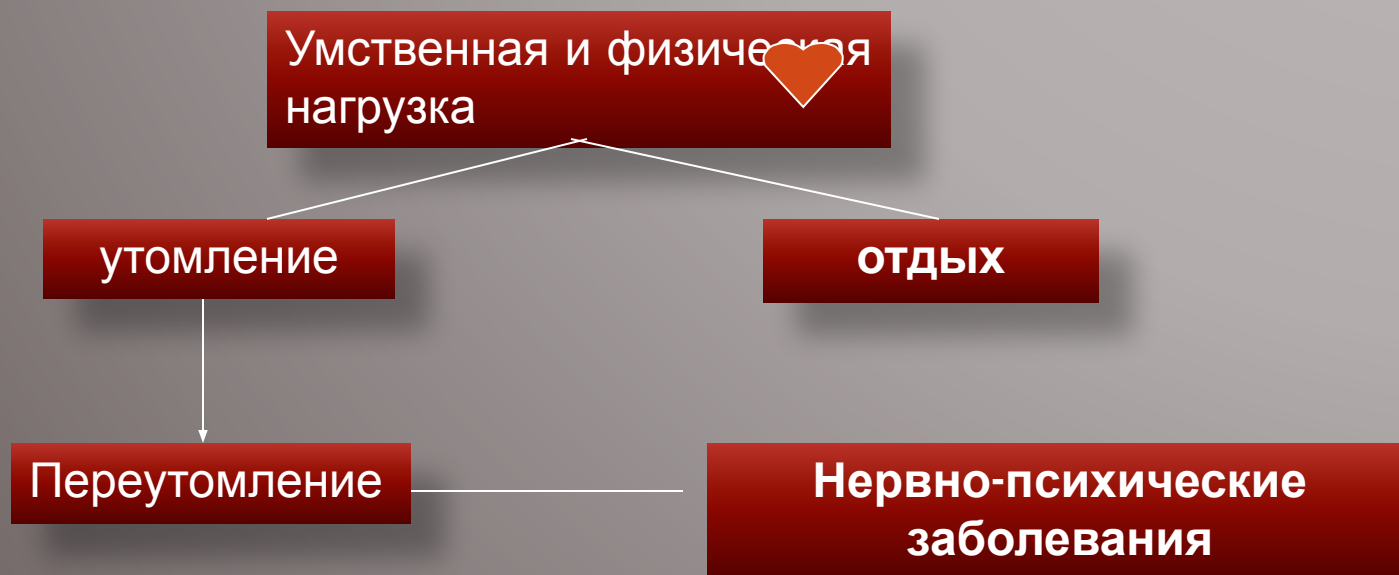 Умственная и физическая
нагрузка
утомление
отдых
Переутомление
Нервно-психические
заболевания